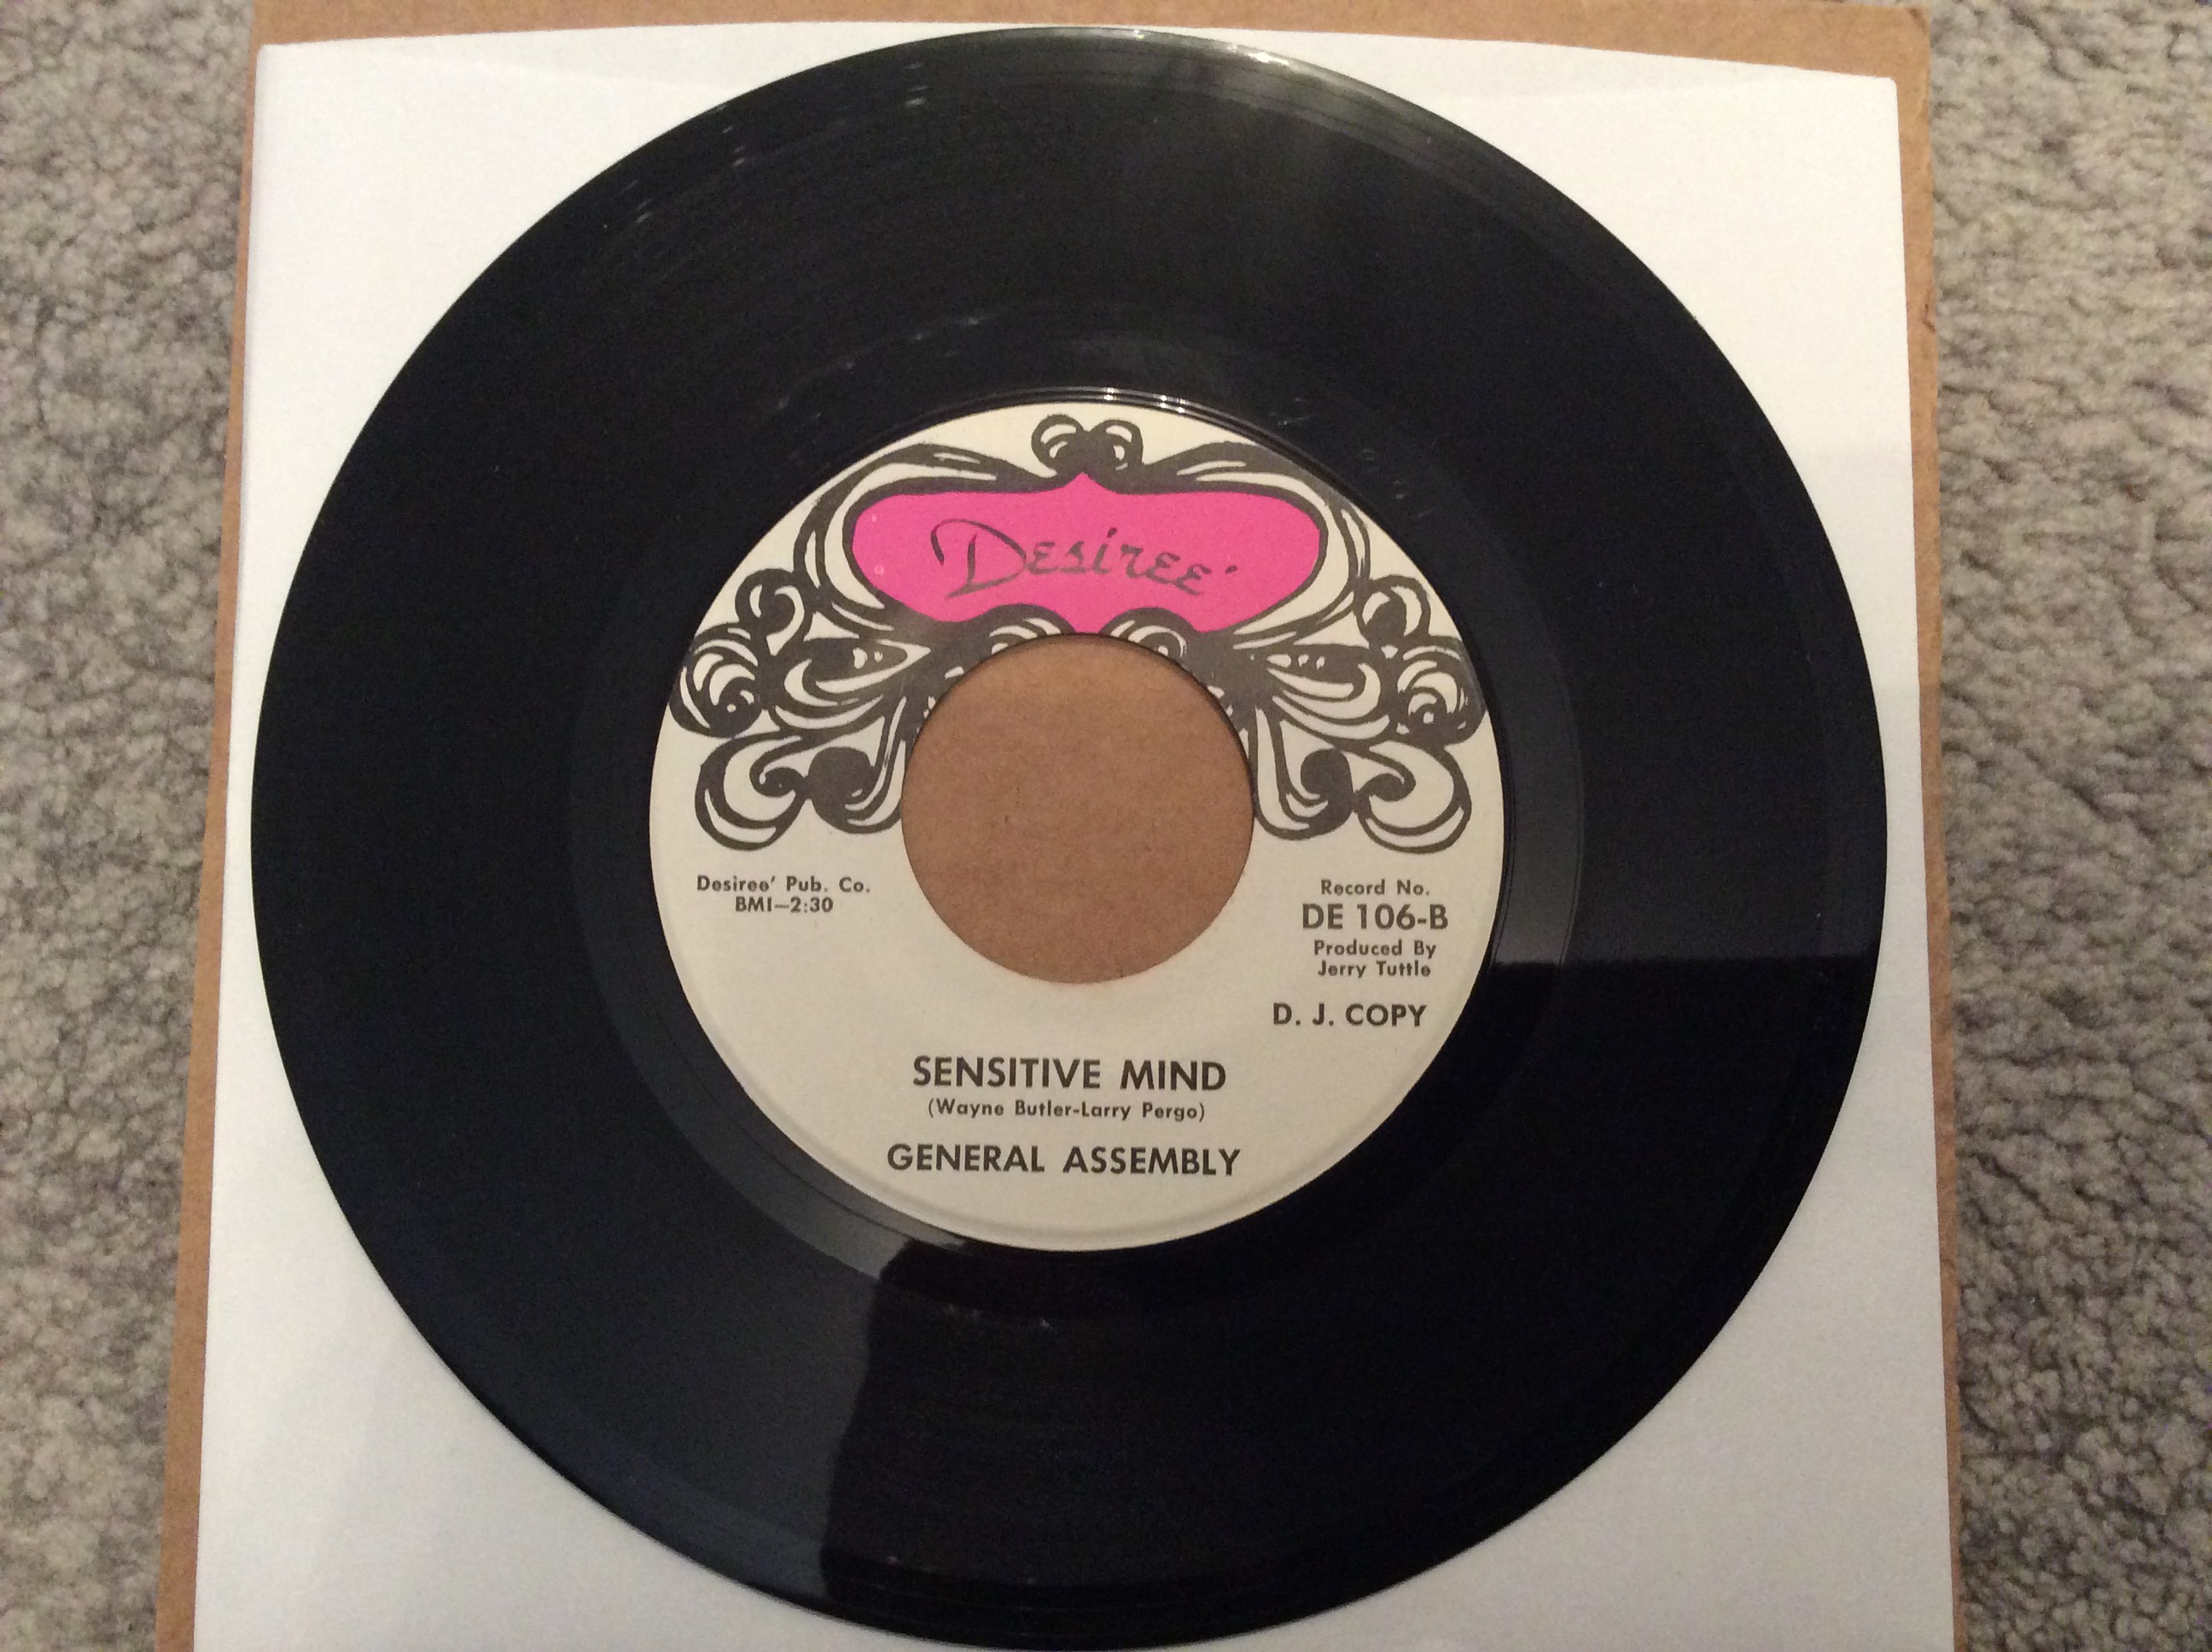 Desiree'
Desiree' Pub. Co.
BMI—2:30
Record No.
DE 106-B
Produced By
Jerry Tuttle
D. J. COPY
SENSITIVE MIND
(Wayne Butler-Larry Pergo)
GENERAL ASSEMBLY